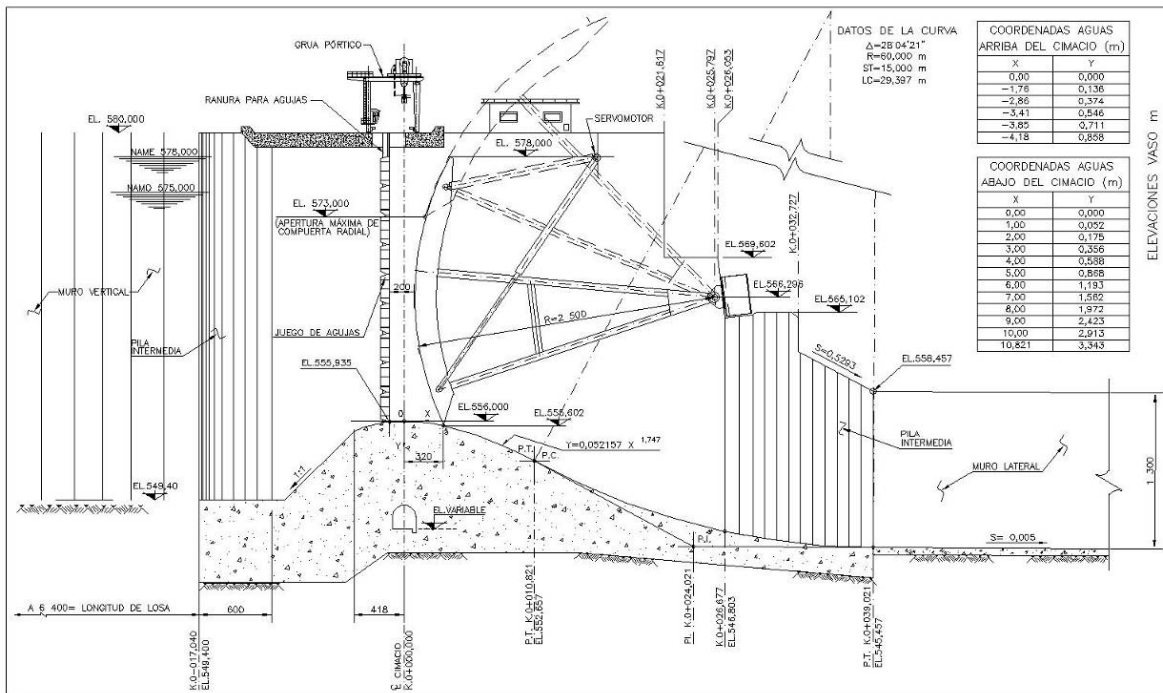 GRUA PÓRTICO
RANURA PARA AGUJAS
EL. 580,000
NAME 578,000
NAMO 575,000
EL. 573,000
(APERTURA MÁXIMA DE
COMPUERTA RADIAL)
MURO VERTICAL
PILA
INTERMEDIA
JUEGO DE AGUJAS
EL.555,935
EL.549,40
1:1
EL. 578,000
SERVOMOTOR
200
R=2 500
O
X
Y
EL.556,000
EL.555,602
320
P.T.
P.C.
Y=0,052157 X 1,747
EL.VARIABLE
P.I.
K.0+021,617
K.0+025,797
K.0+026,053
K.0+032,727
EL.569,602
EL.566,296
EL.565,102
S=0,5293
EL.558,457
PILA
INTERMEDIA
MURO LATERAL
1 300
S= 0,005
ELEVACIONES VASO m
DATOS DE LA CURVA
Δ=28°04'21"
R=60,000 m
ST=15,000 m
LC=29,397 m
COORDENADAS AGUAS
ARRIBA DEL CIMACIO (m)
X Y
0,00 0,000
-1,76 0,136
-2,86 0,374
-3,41 0,546
-3,85 0,711
-4,18 0,858
COORDENADAS AGUAS
ABAJO DEL CIMACIO (m)
X Y
0,00 0,000
1,00 0,052
2,00 0,175
3,00 0,356
4,00 0,588
5,00 0,868
6,00 1,193
7,00 1,562
8,00 1,972
9,00 2,423
10,00 2,913
10,821 3,343
A 6 400= LONGITUD DE LOSA
600
418
K.0-017,040
EL.549,400
CIMACIO
K.0+000,000
P.T. K.0+010,821
EL.552,657
PI. K.0+024,021
K.0+026,677
EL.546,803
P.T. K.0+039,021
EL.545,457